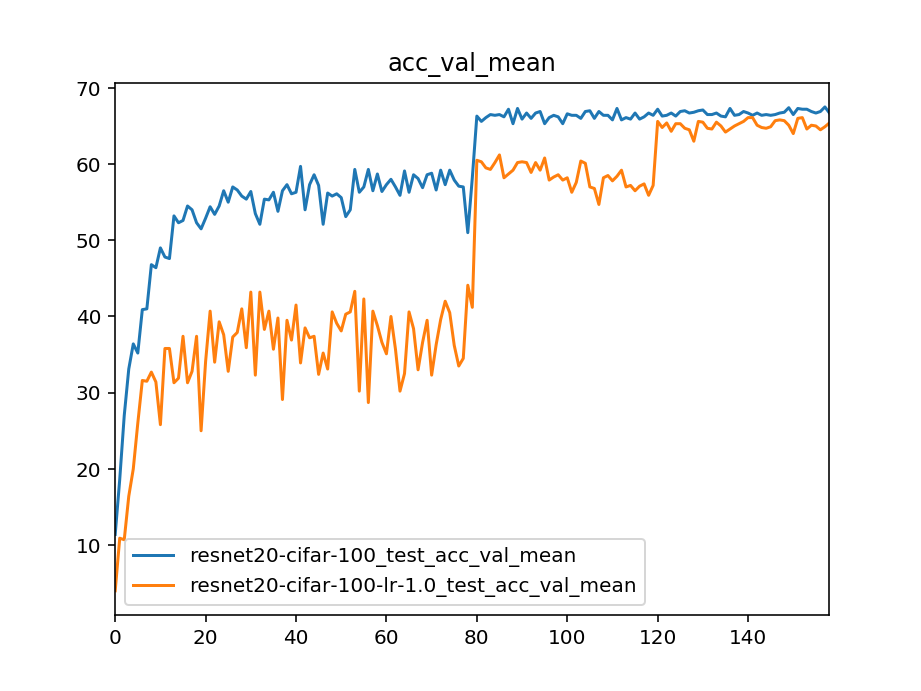 acc_val_mean
70
60
50
40
30
20
10
resnet20-cifar-100_test_acc_val_mean
resnet20-cifar-100-lr-1.0_test_acc_val_mean
0 20 40 60 80 100 120 140